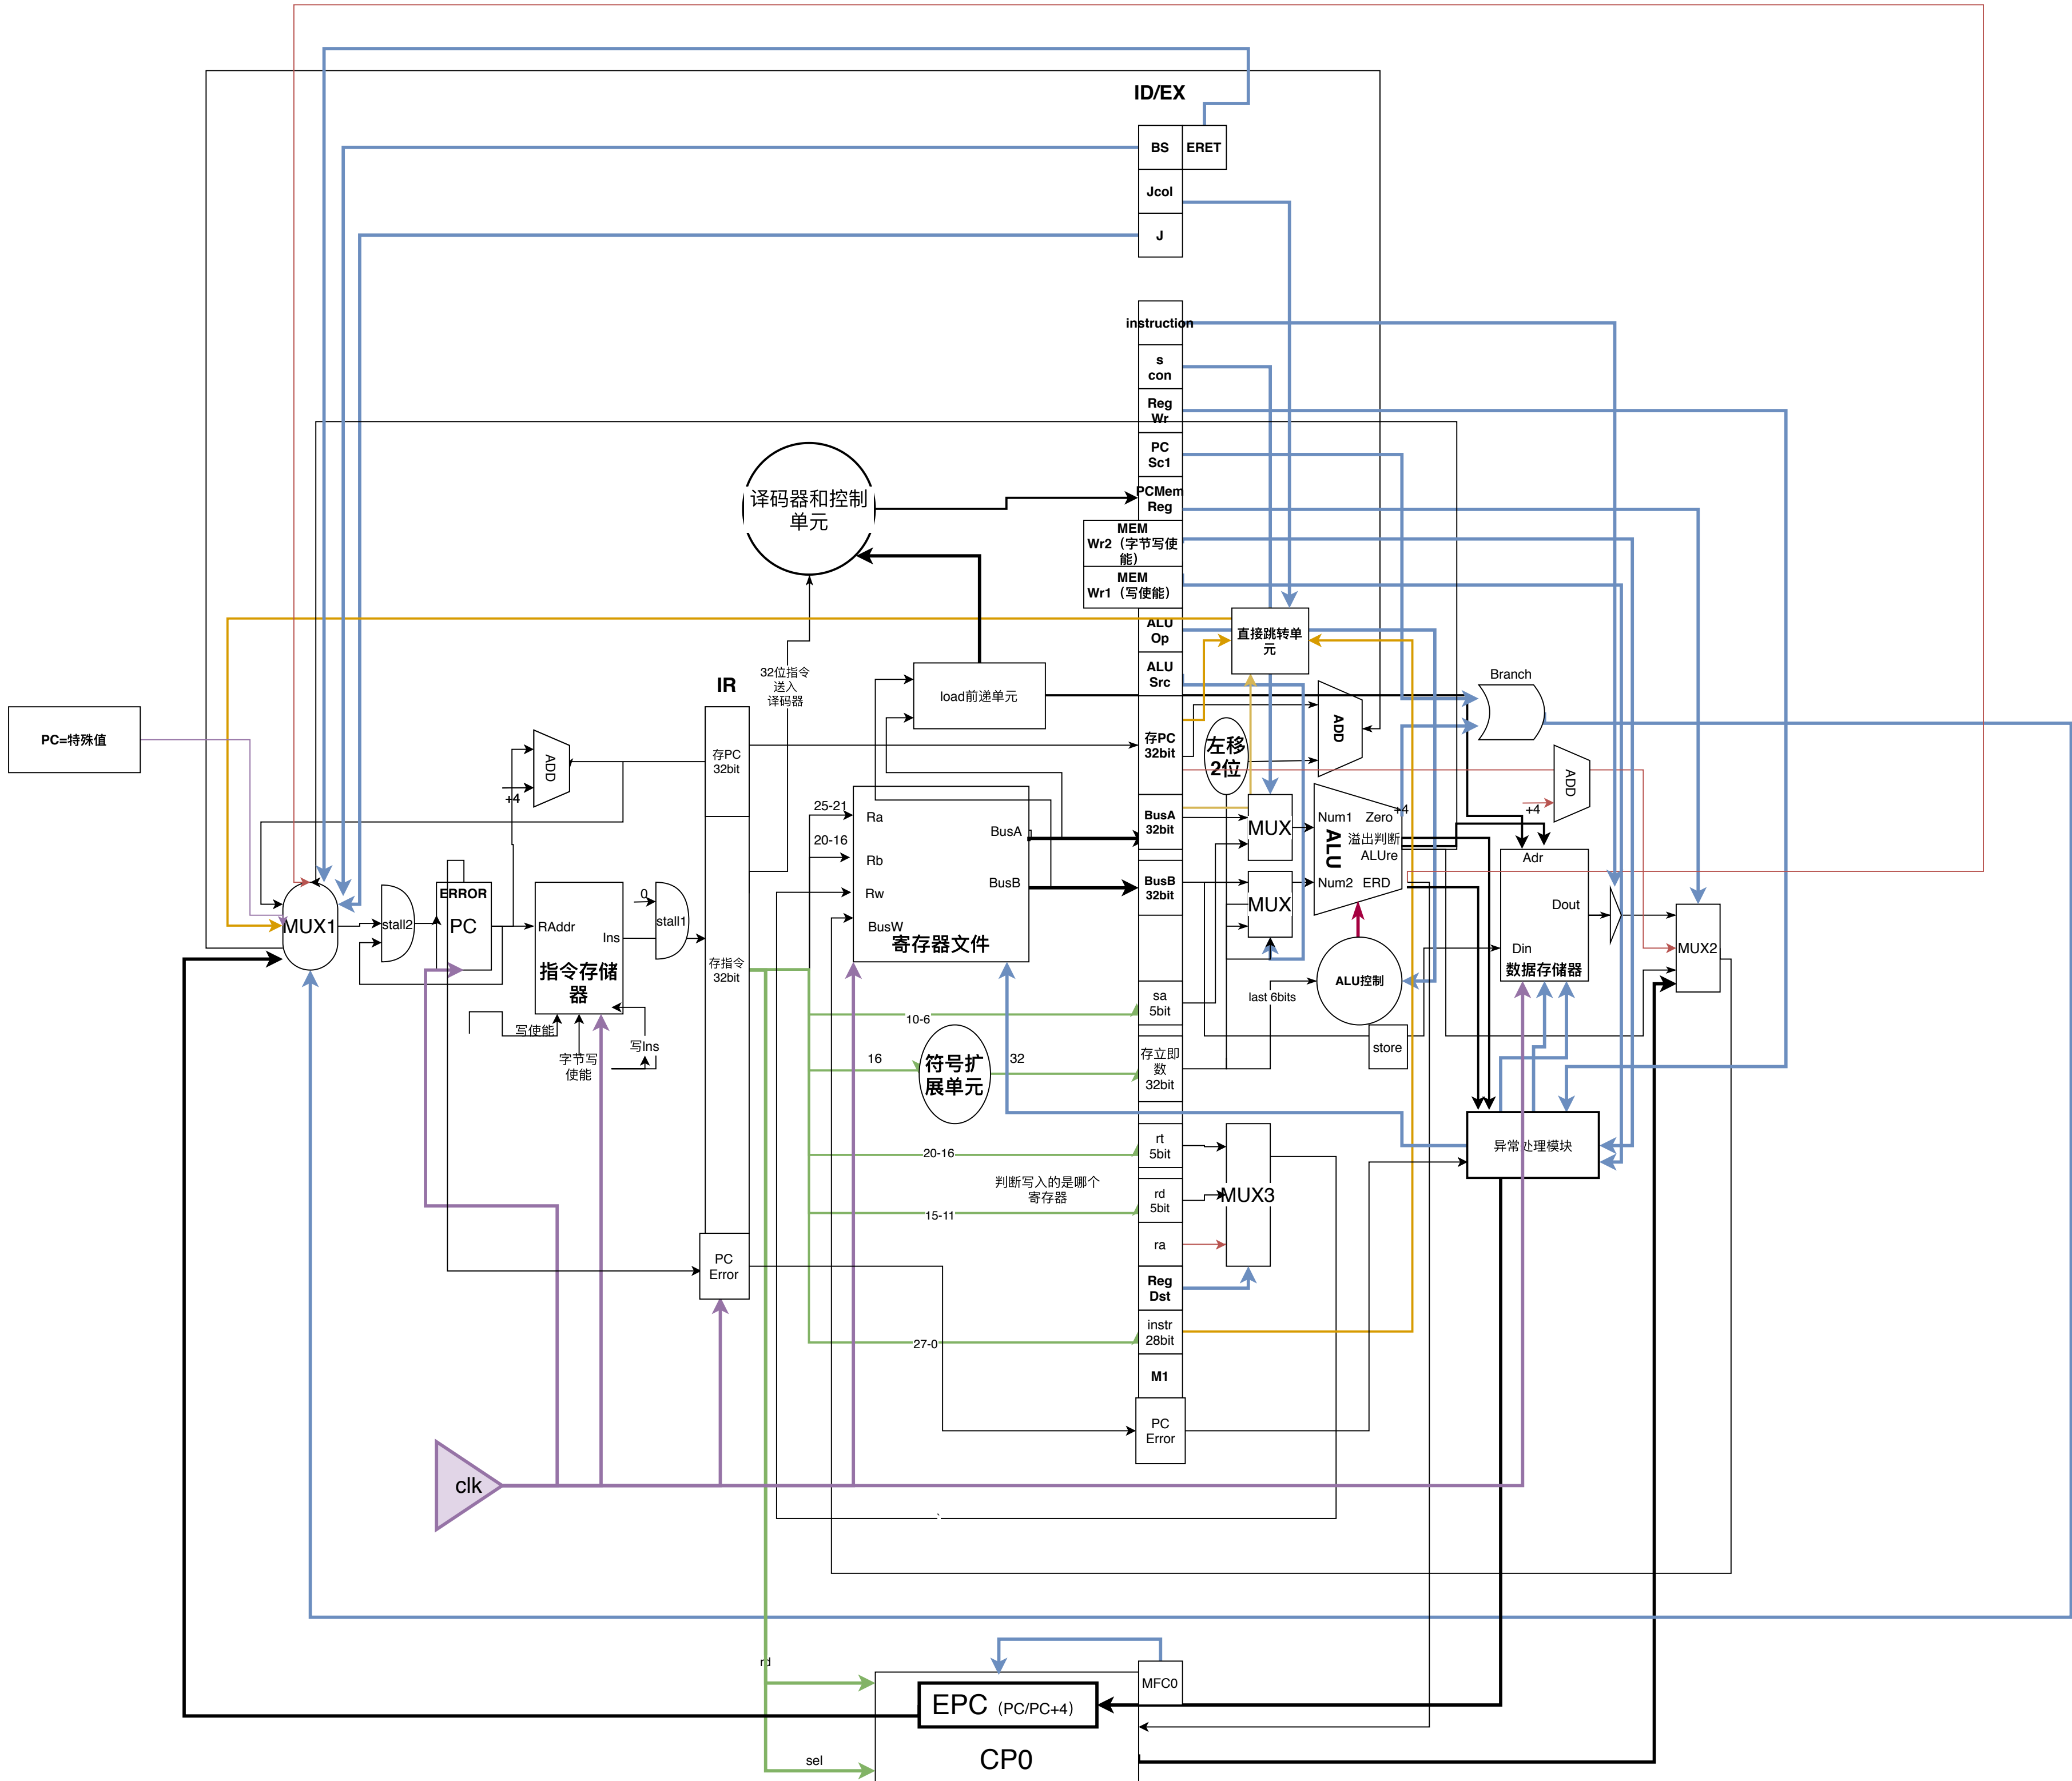 ID/EX
BS
ERET
Jcol
J
instruction
s
con
Reg
Wr
PC
Sc1
PCMem
Reg
MEM
Wr2（字节写使
能）
MEM
Wr1（写使能）
ALU
Op
ALU
Src
译码器和控制
单元
直接跳转单
元
32位指令
送入
译码器
load前递单元
IR
Branch
PC=特殊值
ADD
+4
存PC
32bit
存PC
32bit
左移
2位
ADD
ADD
+4
25-21
Ra
20-16
Rb
Rw
BusW
BusA
BusB
寄存器文件
BusA
32bit
BusB
32bit
MUX
MUX
Num1
Zero
+4
溢出判断
ALUre
ALU
Num2
ERD
Adr
Dout
Din
数据存储器
MUX2
MUX1
stall2
ERROR
PC
RAddr
Ins
指令存储
器
0
stall1
存指令
32bit
写使能
字节写
使能
写Ins
sa
5bit
10-6
last 6bits
ALU控制
store
16
符号扩
展单元
32
存立即
数
32bit
rt
5bit
20-16
判断写入的是哪个
寄存器
rd
5bit
15-11
MUX3
异常处理模块
ra
PC
Error
Reg
Dst
instr
28bit
27-0
M1
PC
Error
clk
`
rd
MFC0
EPC（PC/PC+4）
sel
CP0